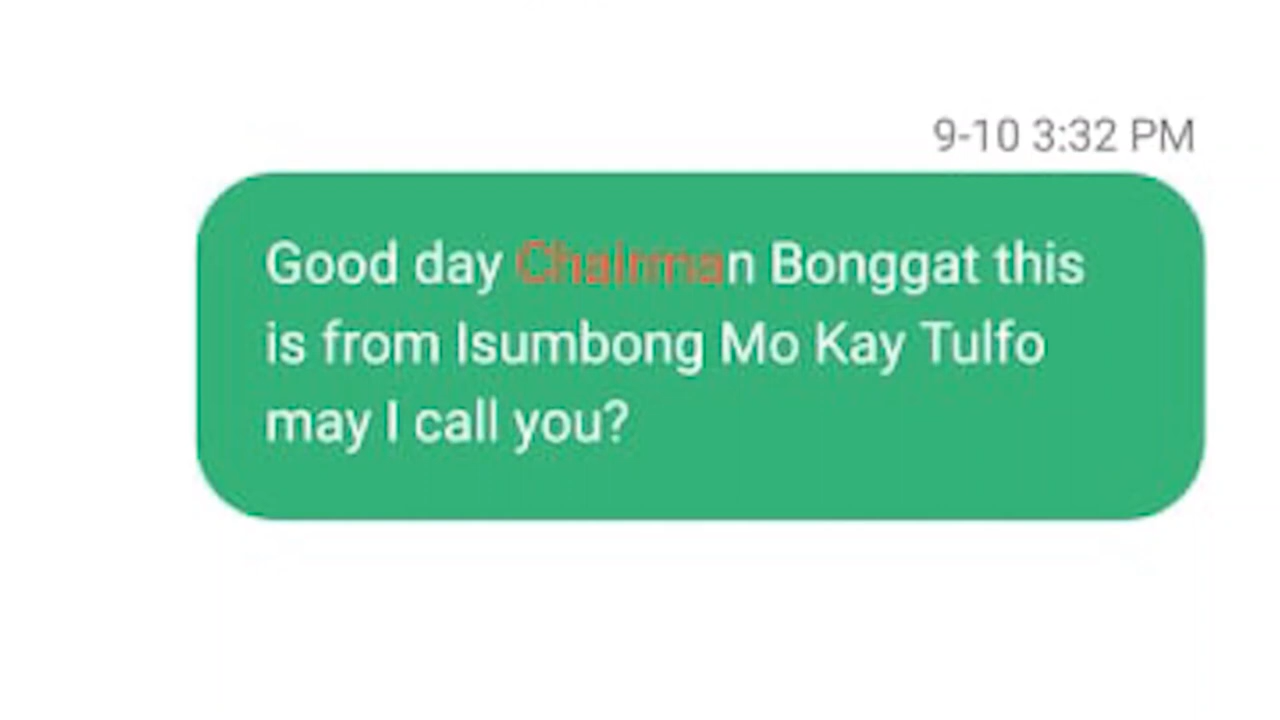 9-10 3:32 PM
Good day Chairman Bonggat this
is from Isumbong Mo Kay Tulfo
may I call you?